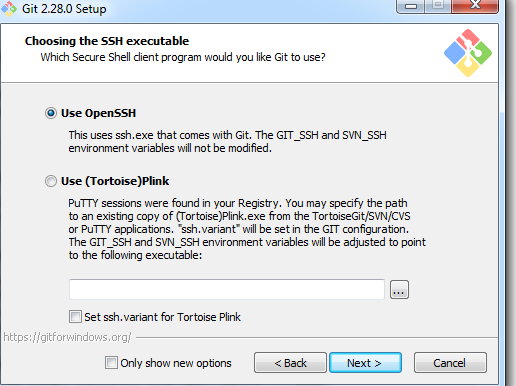 Git 2.28.0 Setup
Choosing the SSH executable
Which Secure Shell client program would you like Git to use?
Use OpenSSH
This uses ssh.exe that comes with Git. The GIT_SSH and SVN_SSH
environment variables will not be modified.
Use (Tortoise)Plink
PuTTY sessions were found in your Registry. You may specify the path
to an existing copy of (Tortoise)Plink.exe from the TortoiseGit/SVN/CVS
or PuTTY applications. "ssh.variant" will be set in the GIT configuration.
The GIT_SSH and SVN_SSH environment variables will be adjusted to point
to the following executable:
...
Set ssh.variant for Tortoise Plink
https://gitforwindows.org/
Only show new options
< Back
Next >
Cancel